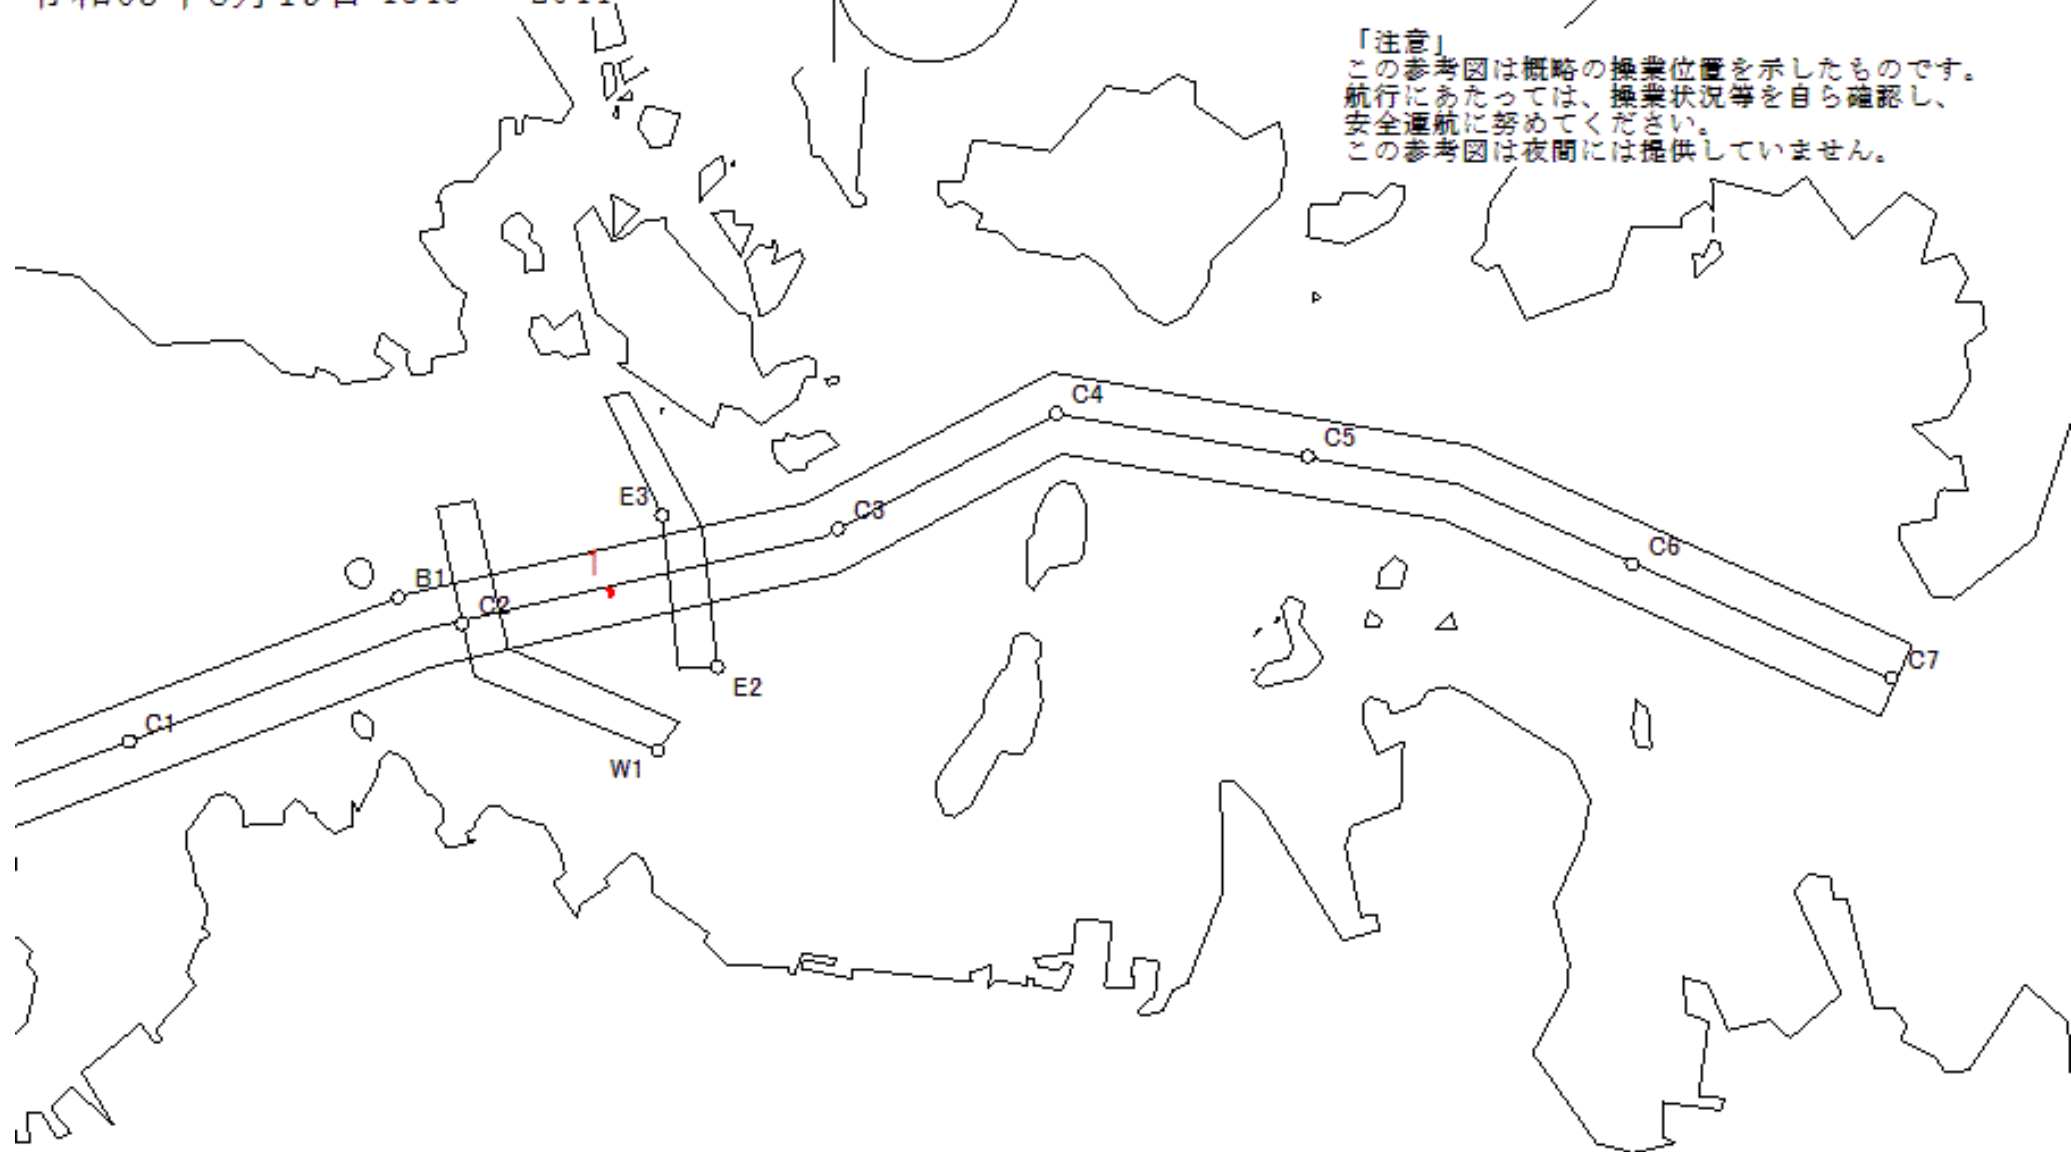 「注意」
この参考図は概略の操業位置を示したものです。
航行にあたっては、操業状況等を自ら確認し、
安全運航に努めてください。
この参考図は夜間には提供していません。
C4
C5
E3
C3
C6
B1
C2
C7
E2
C1
W1